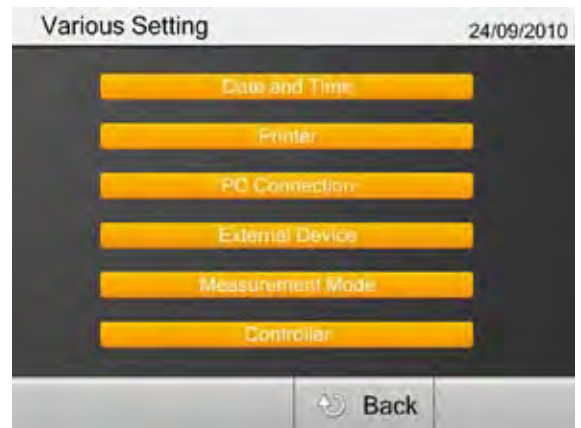 Various Setting
24/09/2010
Date and Time
Printer
PC Connection
External Device
Measurement Mode
Controller
Back